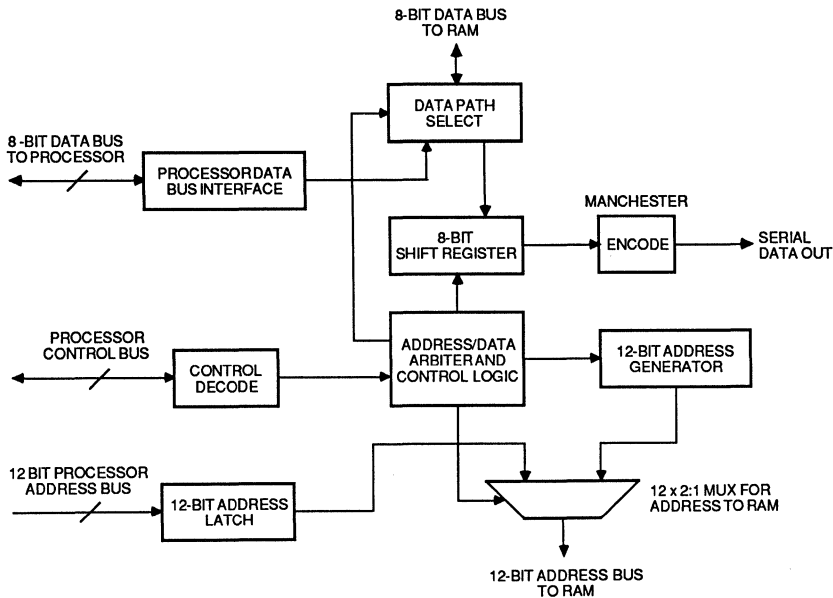 8-BIT DATA BUS
TO RAM
DATA PATH
SELECT
8-BIT DATA BUS
TO PROCESSOR
PROCESSOR DATA
BUS INTERFACE
MANCHESTER
8-BIT
SHIFT REGISTER
ENCODE
SERIAL
DATA OUT
PROCESSOR
CONTROL BUS
CONTROL
DECODE
ADDRESS/DATA
ARBITER AND
CONTROL LOGIC
12-BIT ADDRESS
GENERATOR
12 BIT PROCESSOR
ADDRESS BUS
12-BIT ADDRESS
LATCH
12 x 2:1 MUX FOR
ADDRESS TO RAM
12-BIT ADDRESS BUS
TO RAM